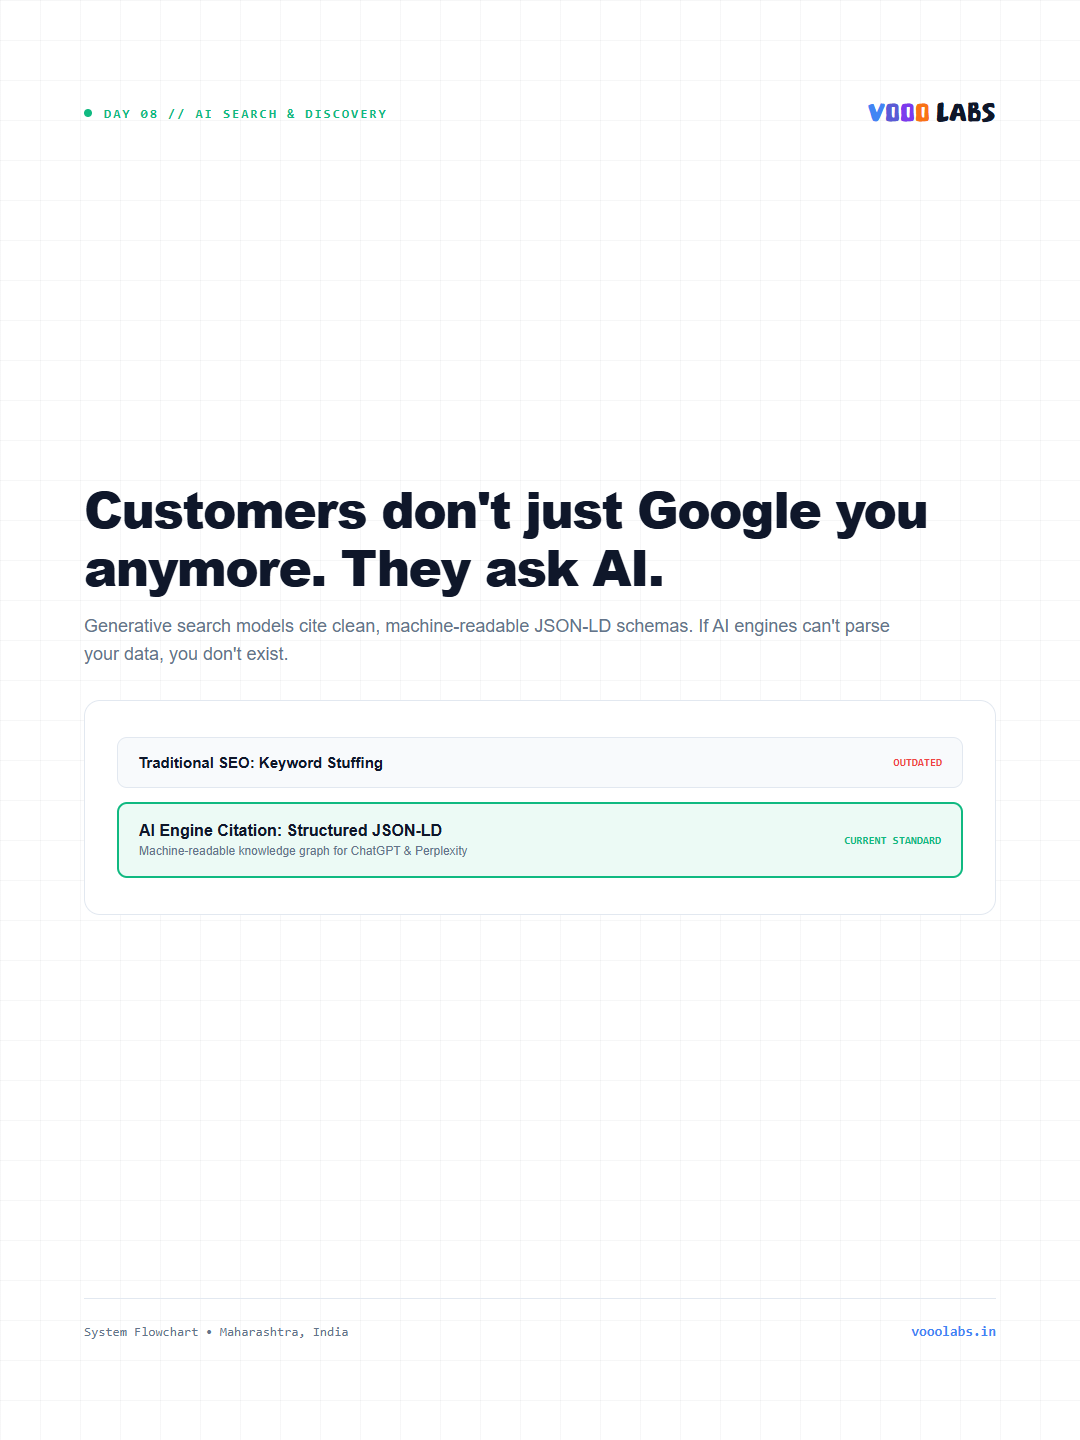 DAY 08 // AI SEARCH & DISCOVERY
VOOO LABS
Customers don't just Google you
anymore. They ask AI.
Generative search models cite clean, machine-readable JSON-LD schemas. If AI engines can't parse
your data, you don't exist.
Traditional SEO: Keyword Stuffing
OUTDATED
AI Engine Citation: Structured JSON-LD
Machine-readable knowledge graph for ChatGPT & Perplexity
CURRENT STANDARD
System Flowchart • Maharashtra, India
vooolabs.in